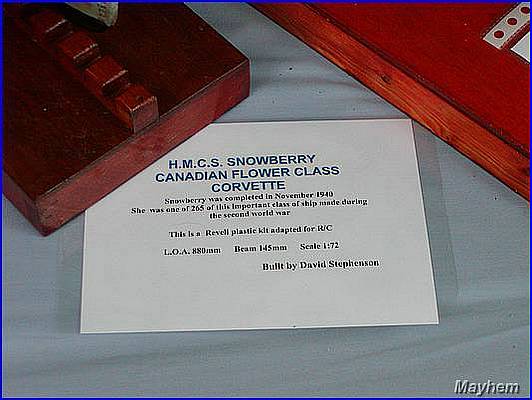 H.M.C.S. SNOWBERRY
CANADIAN FLOWER CLASS
CORVETTE
Snowberry was completed in November 1940
She was one of 265 of this important class of ship made during
the second world war
This is a Revell plastic kit adapted for R/C
L.O.A. 880mm Beam 145mm Scale 1:72
Built by David Stephenson
Mayhem